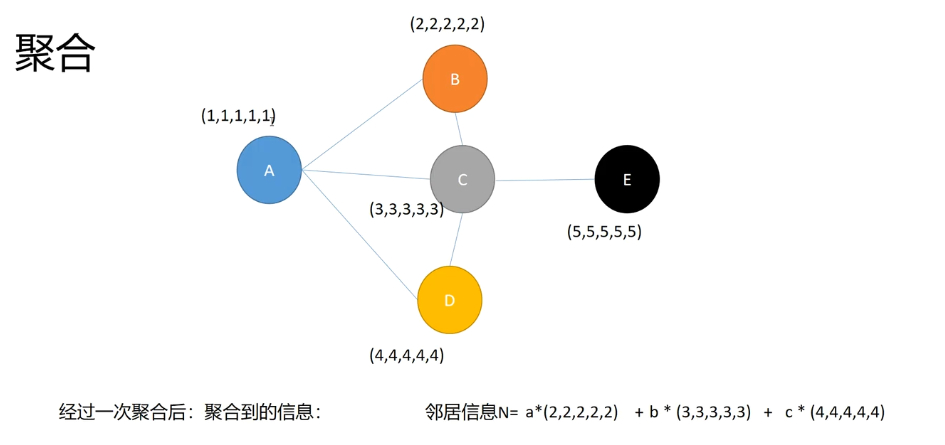 聚合
(2,2,2,2,2)
B
(1,1,1,1,1)
A
C
E
(3,3,3,3,3)
(5,5,5,5,5)
D
(4,4,4,4,4)
经过一次聚合后：聚合到的信息： 邻居信息N= a*(2,2,2,2,2) + b * (3,3,3,3,3) + c * (4,4,4,4,4)